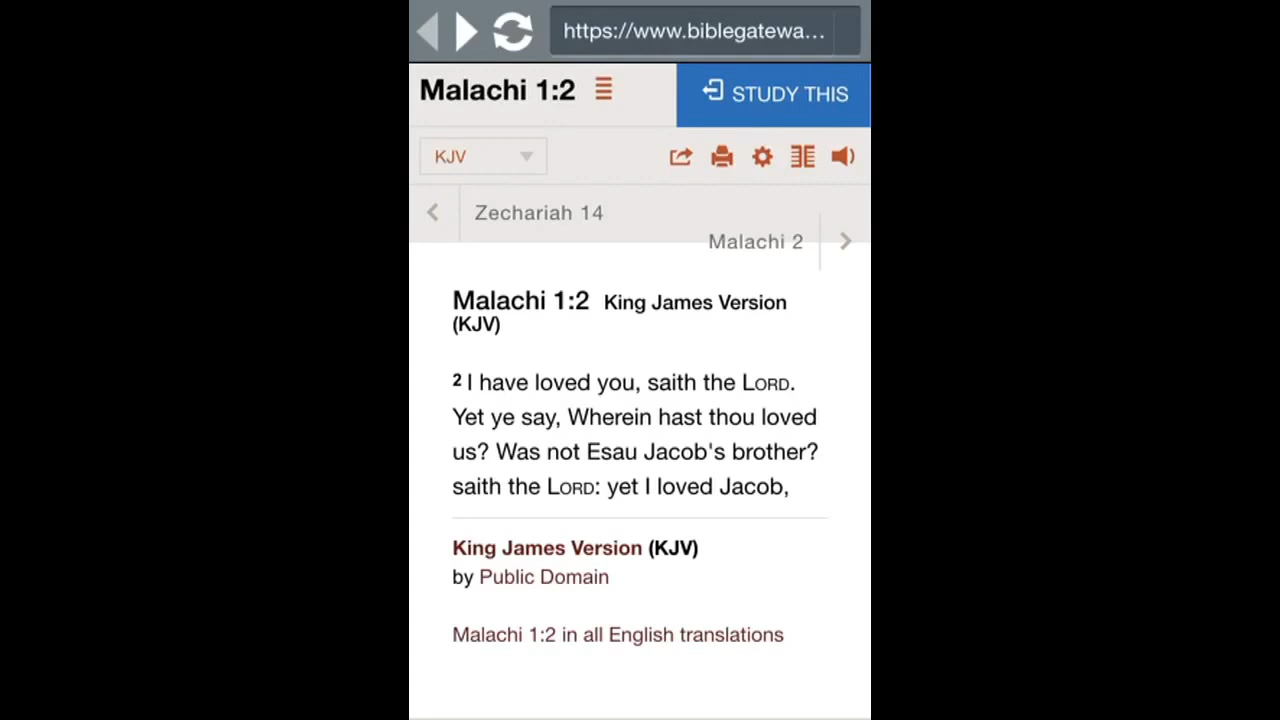 https://www.biblegatewa...
Malachi 1:2
STUDY THIS
KJV
Zechariah 14
Malachi 2
Malachi 1:2 King James Version
(KJV)
2 I have loved you, saith the LORD.
Yet ye say, Wherein hast thou loved
us? Was not Esau Jacob's brother?
saith the LORD: yet I loved Jacob,
King James Version (KJV)
by Public Domain
Malachi 1:2 in all English translations